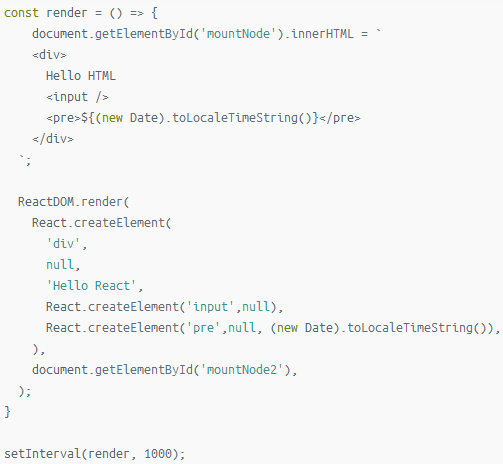 const render = () => {
    document.getElementById('mountNode').innerHTML = `
    <div>
      Hello HTML
      <input />
      <pre>${(new Date).toLocaleTimeString()}</pre>
    </div>
  `;

  ReactDOM.render(
    React.createElement(
      'div',
      null,
      'Hello React',
      React.createElement('input',null),
      React.createElement('pre',null, (new Date).toLocaleTimeString()),
    ),
    document.getElementById('mountNode2'),
  );
}

setInterval(render, 1000);